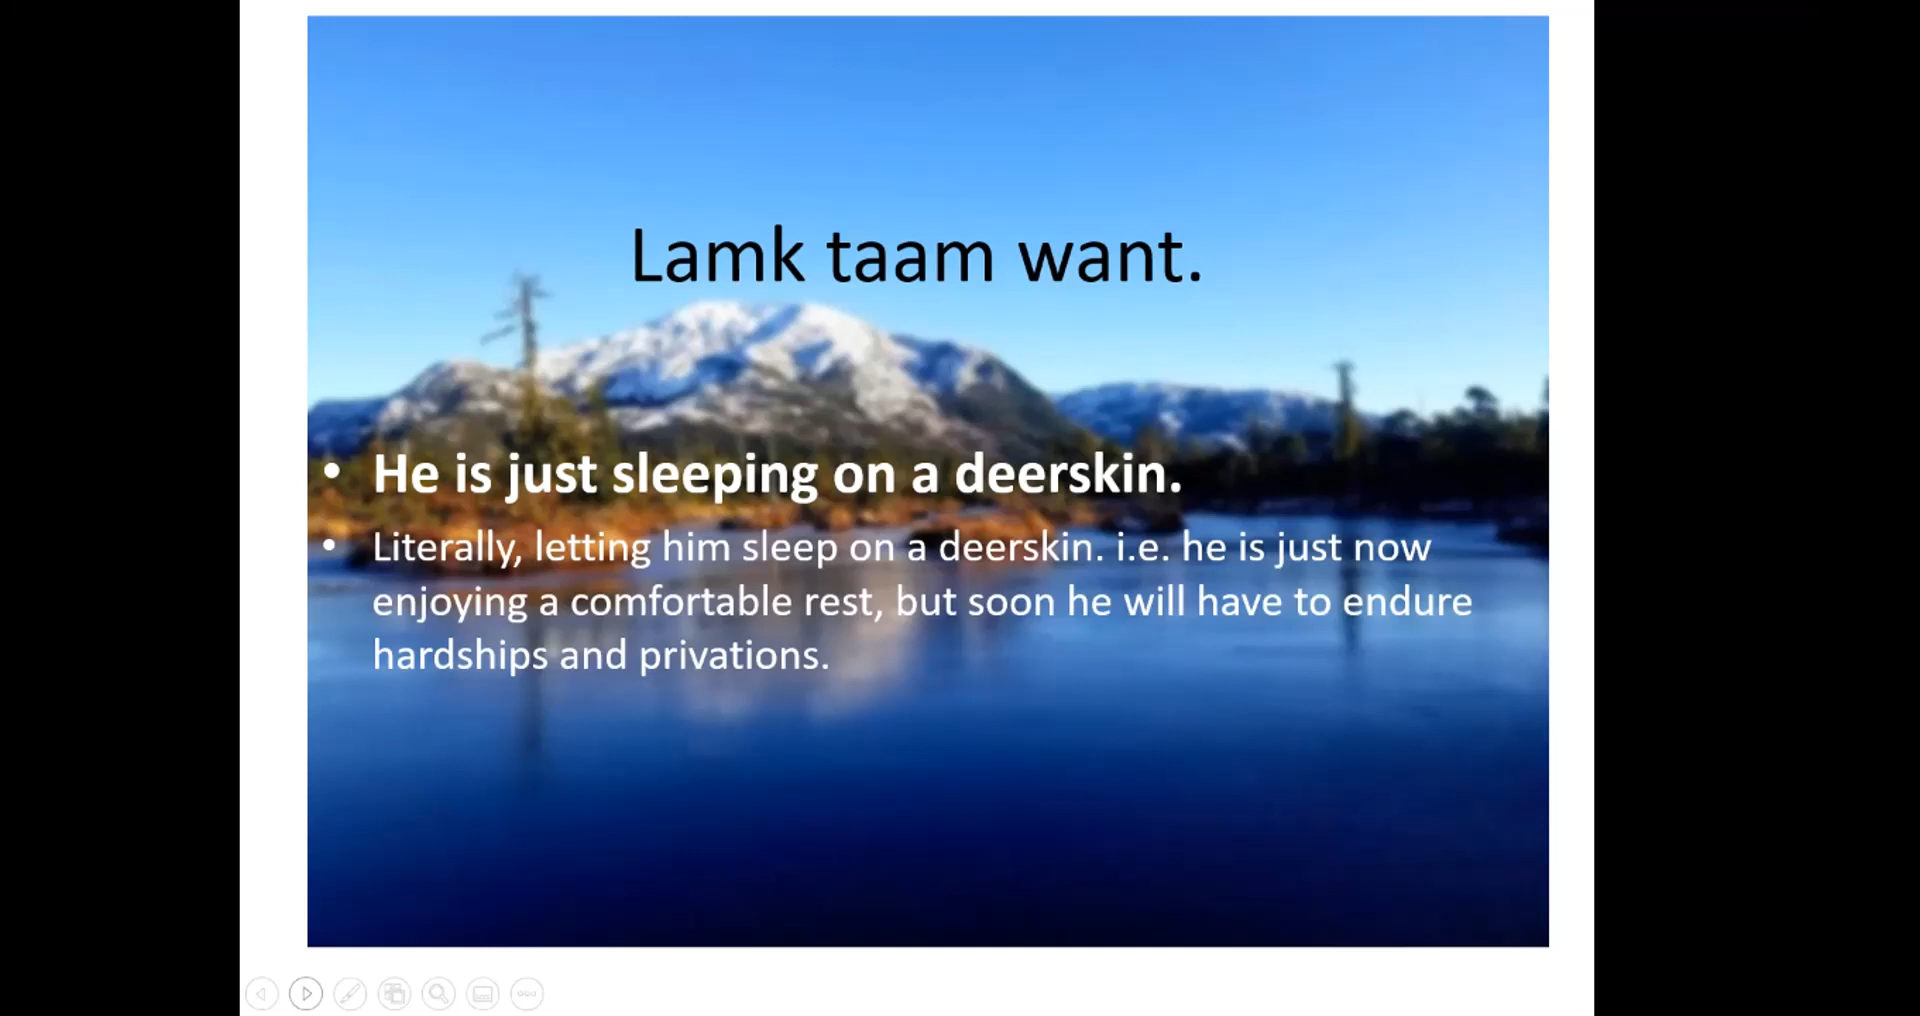 Lamk taam want.
• He is just sleeping on a deerskin.
• Literally, letting him sleep on a deerskin. i.e. he is just now
enjoying a comfortable rest, but soon he will have to endure
hardships and privations.